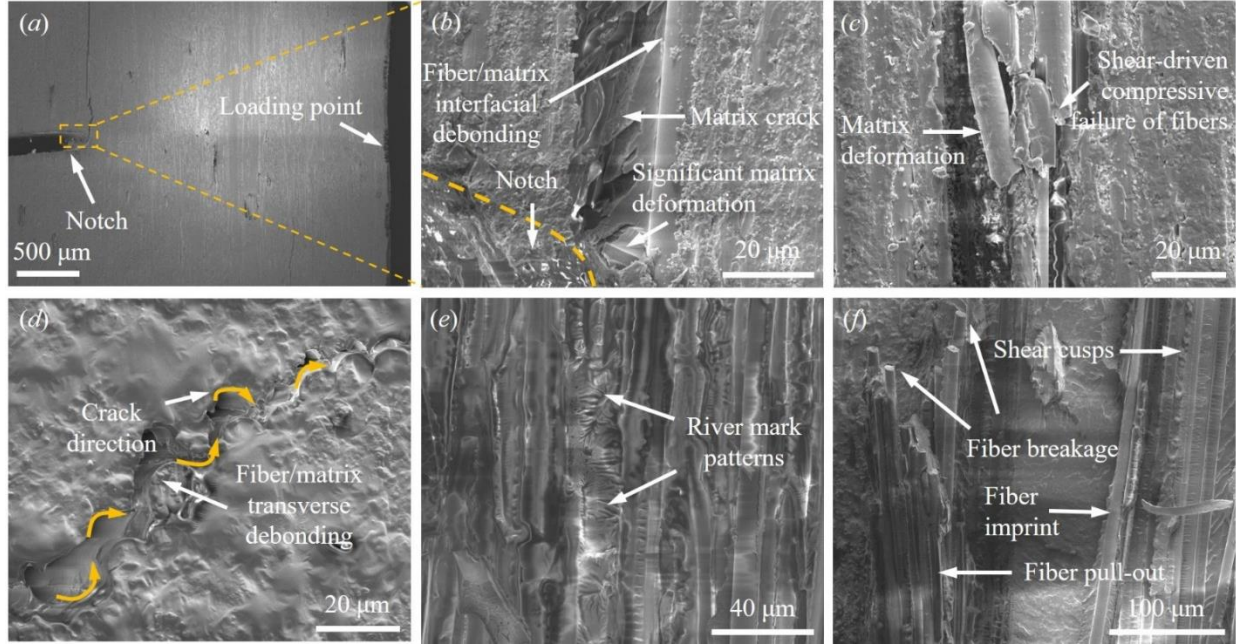 (a)
Loading point
Notch
500 μm
(b)
Fiber/matrix
interfacial
debonding
Matrix crack
Notch
Significant matrix
deformation
20 μm
(c)
Shear-driven
compressive
failure of fibers
Matrix
deformation
20 μm
(d)
Crack
direction
Fiber/matrix
transverse
debonding
20 μm
(e)
River mark
patterns
40 μm
(f)
Shear cusps
Fiber breakage
Fiber
imprint
Fiber pull-out
100 μm